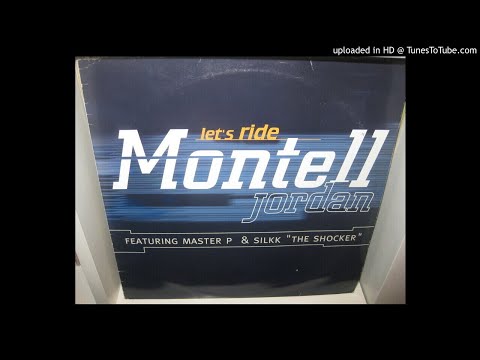 uploaded in HD @ TunesToTube.com
let's ride
Montell
jordan
FEATURING MASTER P & SILKK "THE SHOCKER"